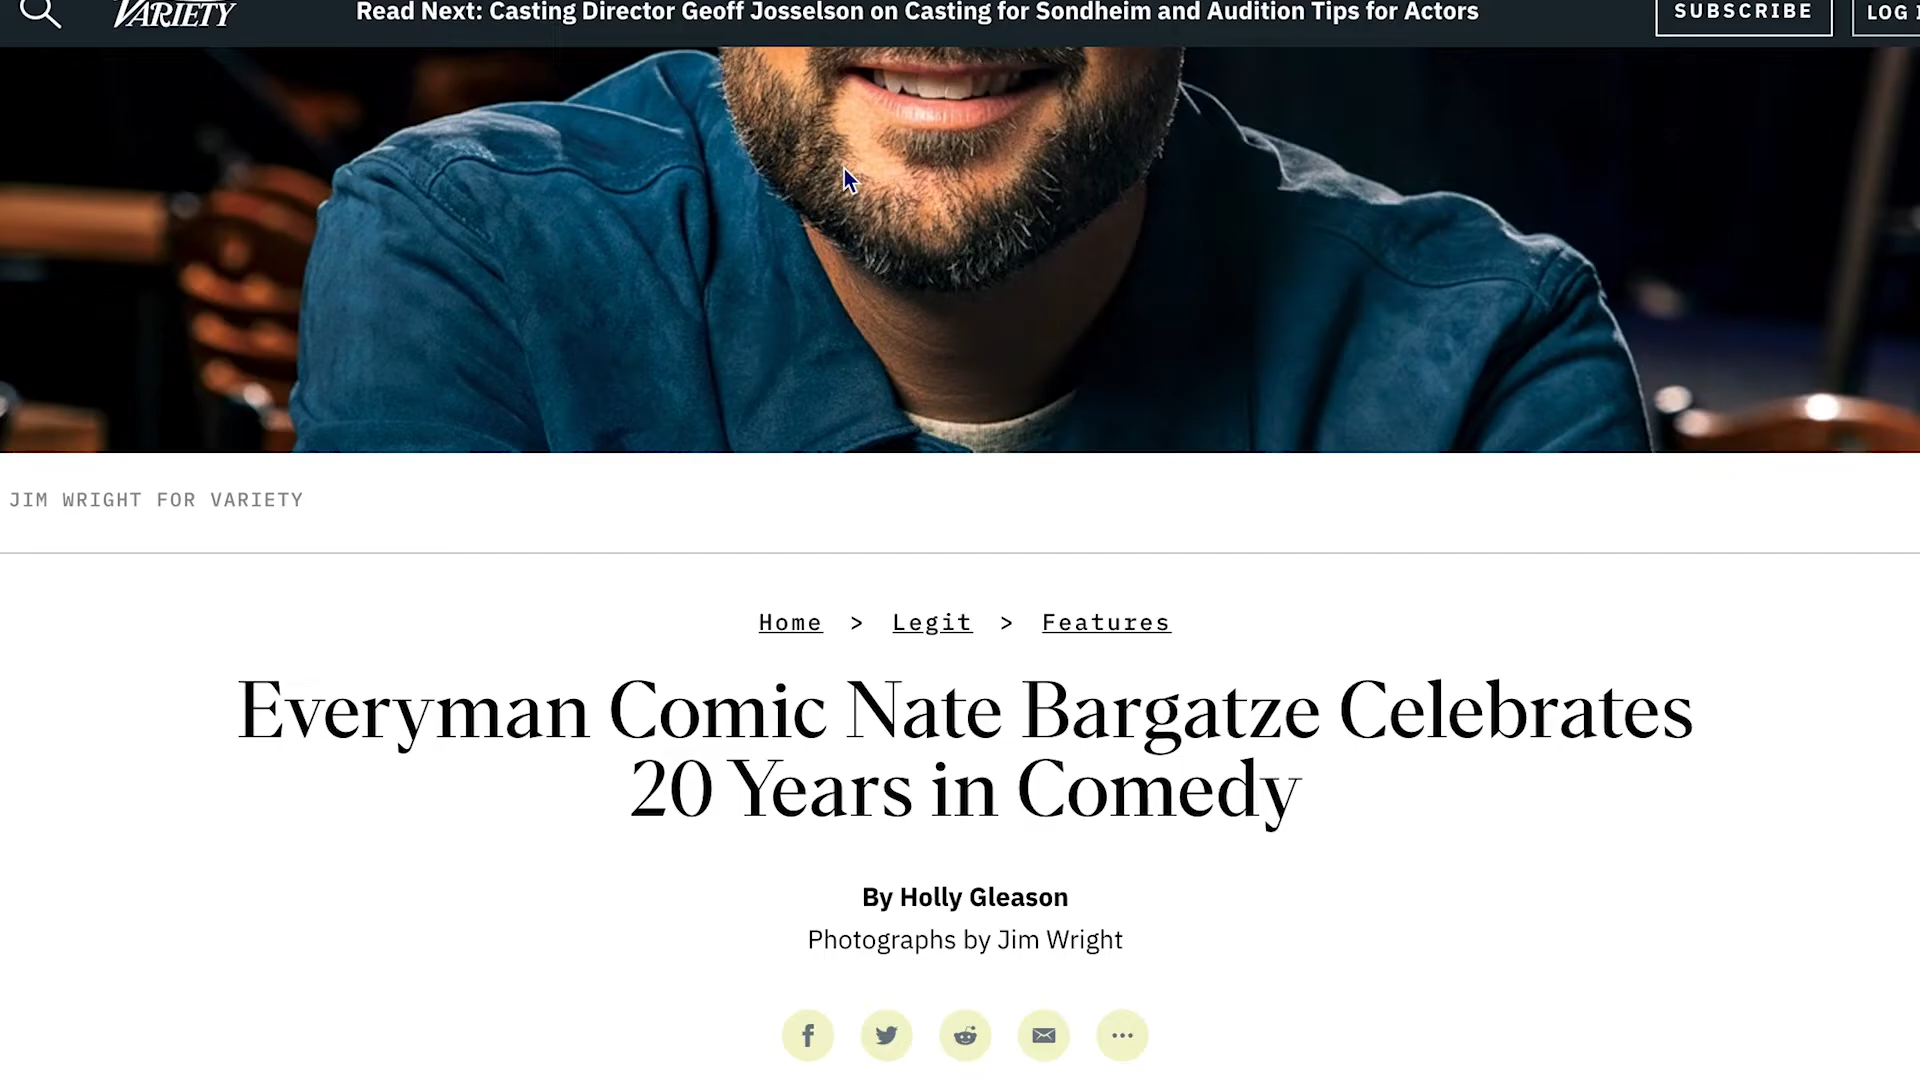 VARIETY
Read Next: Casting Director Geoff Josselson on Casting for Sondheim and Audition Tips for Actors
SUBSCRIBE
LOG
JIM WRIGHT FOR VARIETY
Home > Legit > Features
Everyman Comic Nate Bargatze Celebrates
20 Years in Comedy
By Holly Gleason
Photographs by Jim Wright